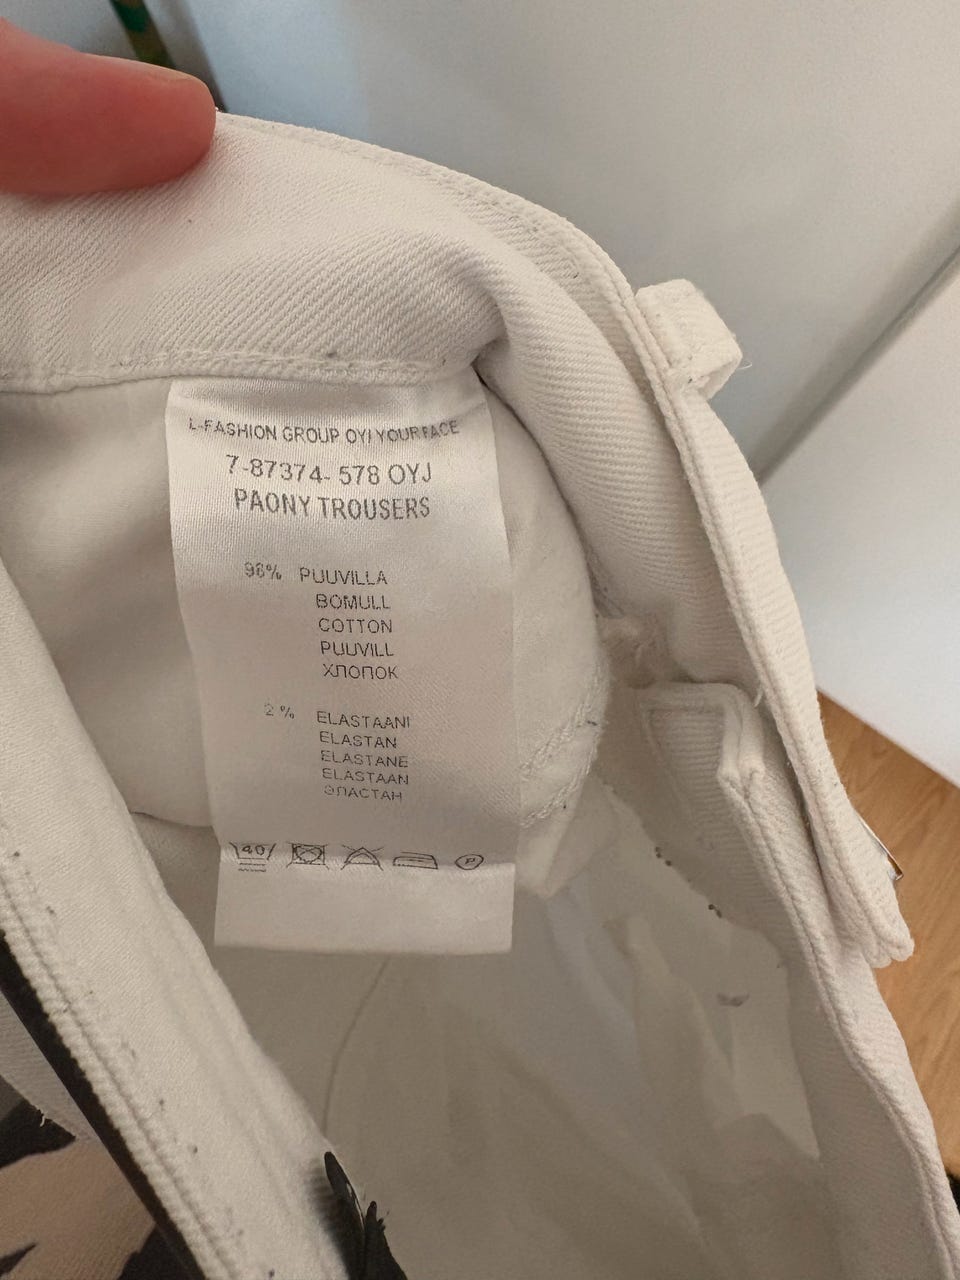 L-FASHION GROUP OY/ YOUR FACE
7-87374- 578 OYJ
PAONY TROUSERS
98% PUUVILLA
BOMULL
COTTON
PUUVILL
ХЛОПОК
2 % ELASTAANI
ELASTAN
ELASTANE
ELASTAAN
ЭЛАСТАН
40
P